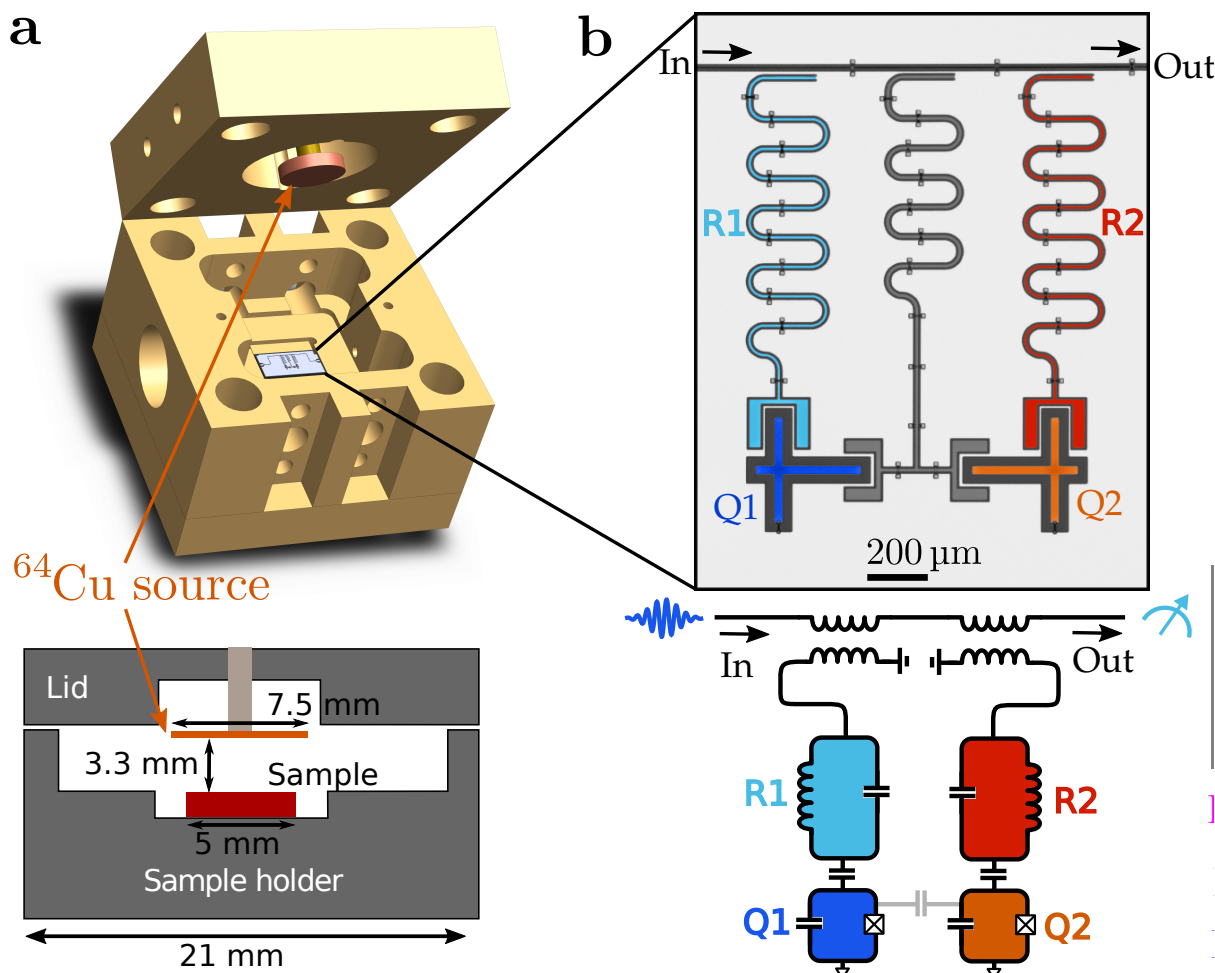 a
b
In
Out
R1
R2
Q1
Q2
200 µm
⁶⁴Cu source
In
Out
Lid
7.5 mm
3.3 mm
Sample
5 mm
Sample holder
21 mm
R1
R2
Q1
Q2